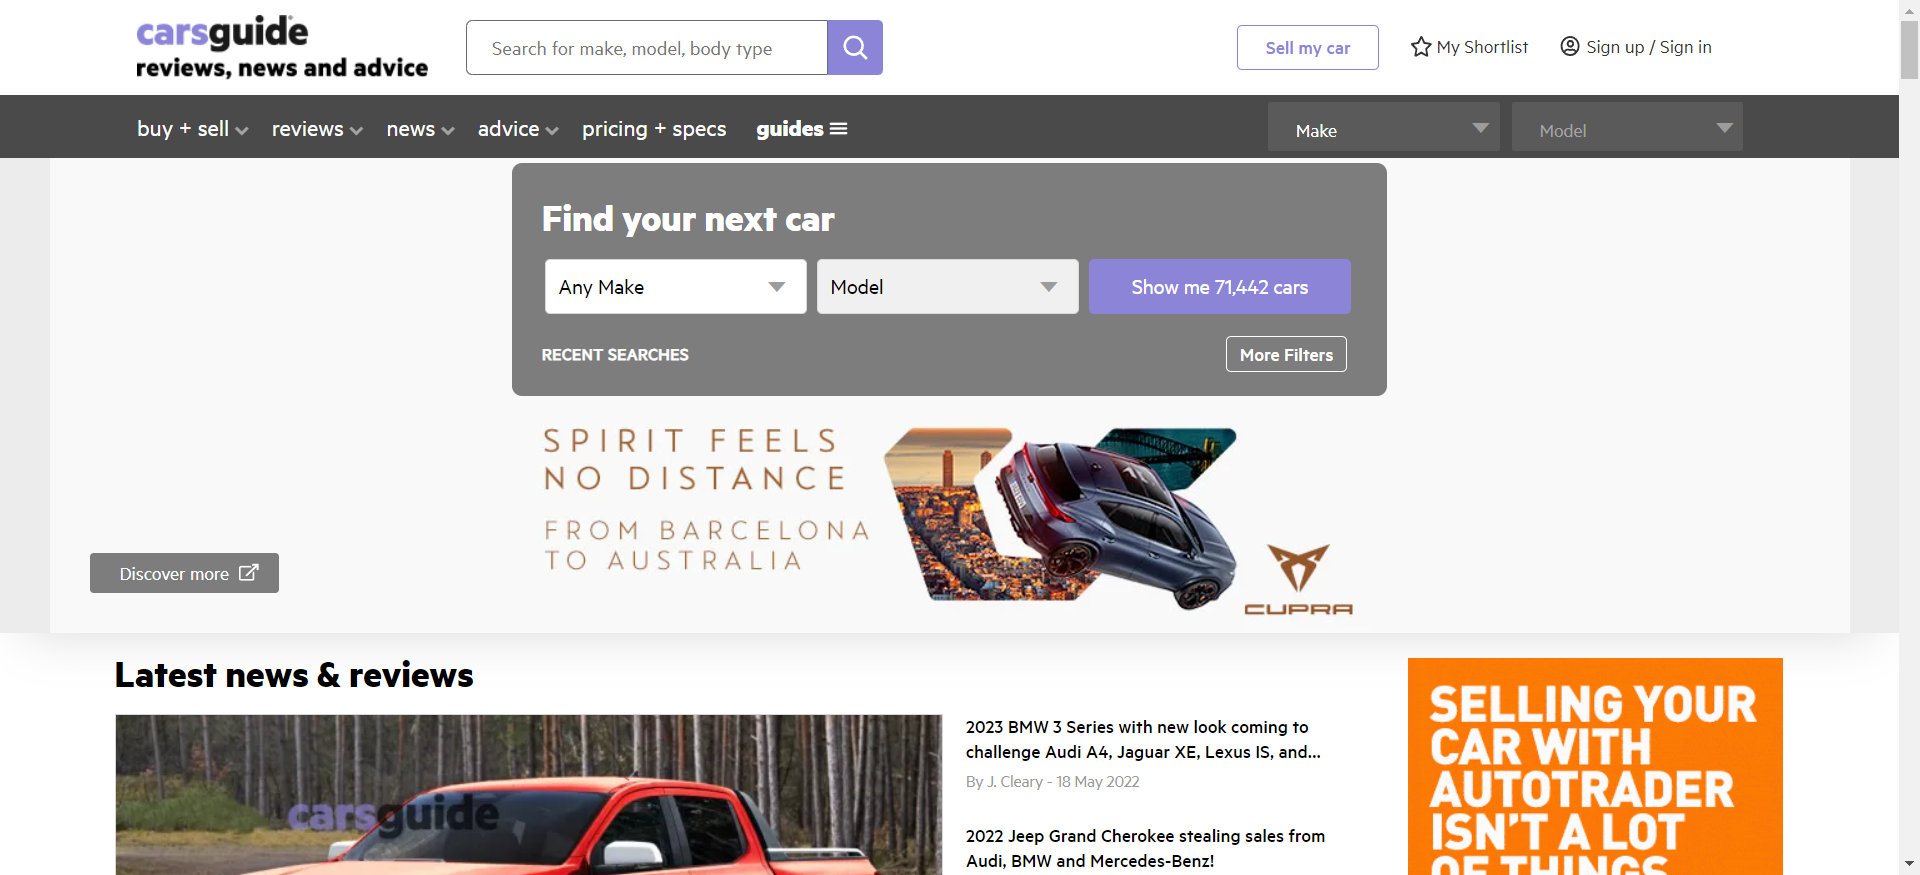 carsguide
reviews, news and advice
Search for make, model, body type
Sell my car
My Shortlist
Sign up / Sign in
buy + sell
reviews
news
advice
pricing + specs
guides
Make
Model
Find your next car
Any Make
Model
Show me 71,442 cars
RECENT SEARCHES
More Filters
SPIRIT FEELS
NO DISTANCE
FROM BARCELONA
TO AUSTRALIA
CUPRA
Discover more
Latest news & reviews
carsguide
2023 BMW 3 Series with new look coming to
challenge Audi A4, Jaguar XE, Lexus IS, and...
By J. Cleary - 18 May 2022
2022 Jeep Grand Cherokee stealing sales from
Audi, BMW and Mercedes-Benz!
SELLING YOUR
CAR WITH
AUTOTRADER
ISN'T A LOT
OF THINGS